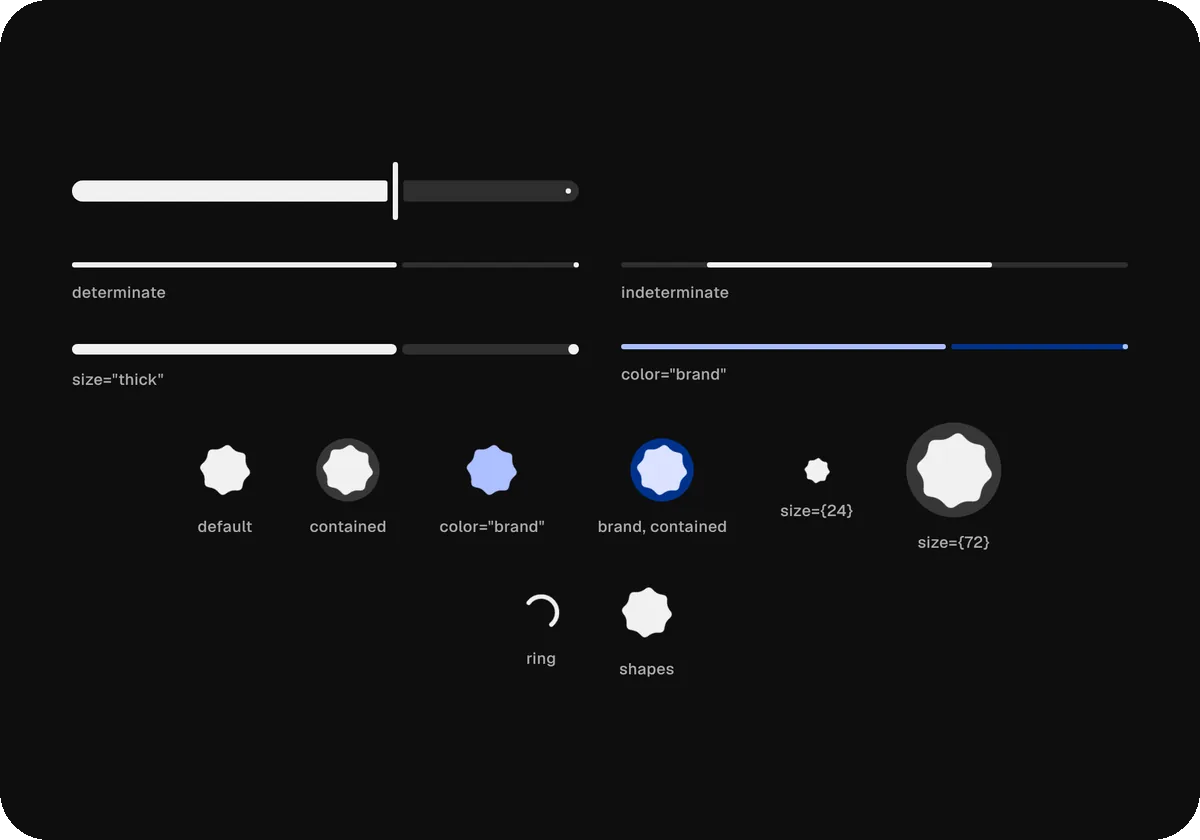 determinate
indeterminate
size="thick"
color="brand"
default
contained
color="brand"
brand, contained
size={24}
size={72}
ring
shapes